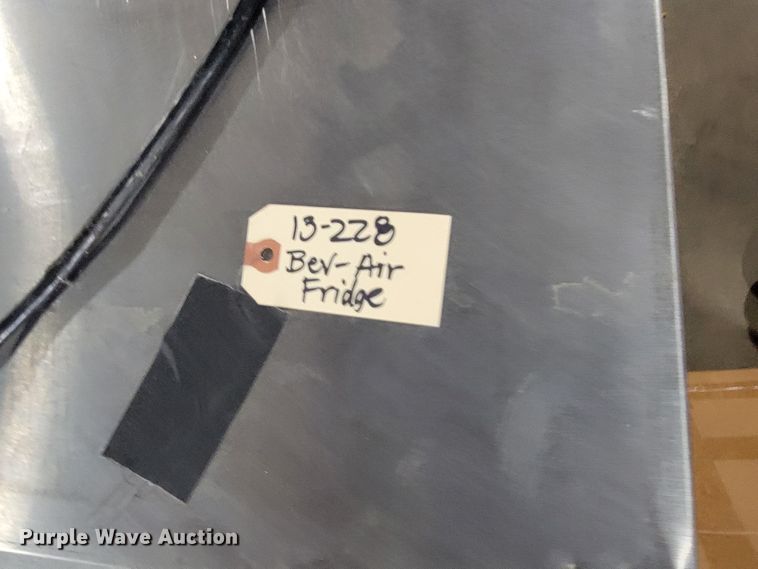 13-228
Bev-Air
Fridge
Purple Wave Auction